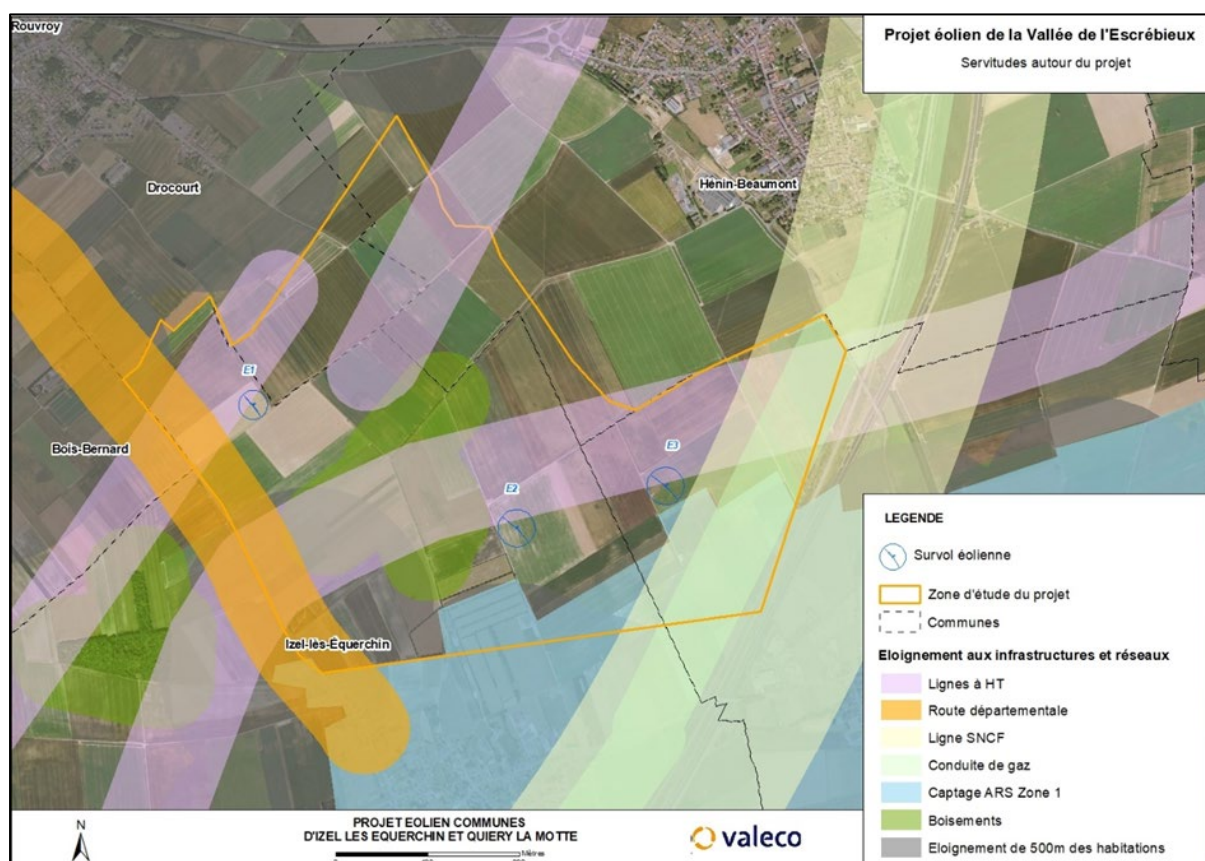 Rouvroy
Projet éolien de la Vallée de l'Escrébieux
Servitudes autour du projet
Drocourt
Hénin-Beaumont
E1
Bois-Bernard
E3
E2
Izel-lès-Équerchin
LEGENDE
Survol éolienne
Zone d'étude du projet
Communes
Eloignement aux infrastructures et réseaux
Lignes à HT
Route départementale
Ligne SNCF
Conduite de gaz
Captage ARS Zone 1
Boisements
Eloignement de 500m des habitations
N
PROJET EOLIEN COMMUNES
D'IZEL LES EQUERCHIN ET QUIERY LA MOTTE
Mètres
valeco